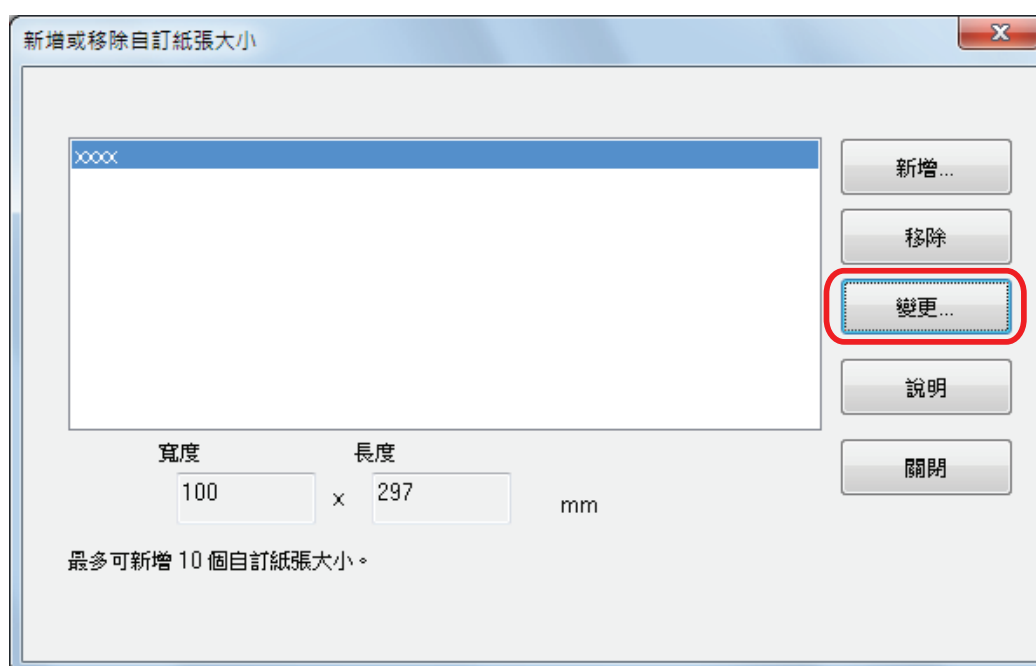 新增或移除自訂紙張大小
xxxx
新增...
移除
變更...
說明
關閉
寬度 長度
100 x 297 mm
最多可新增 10 個自訂紙張大小。